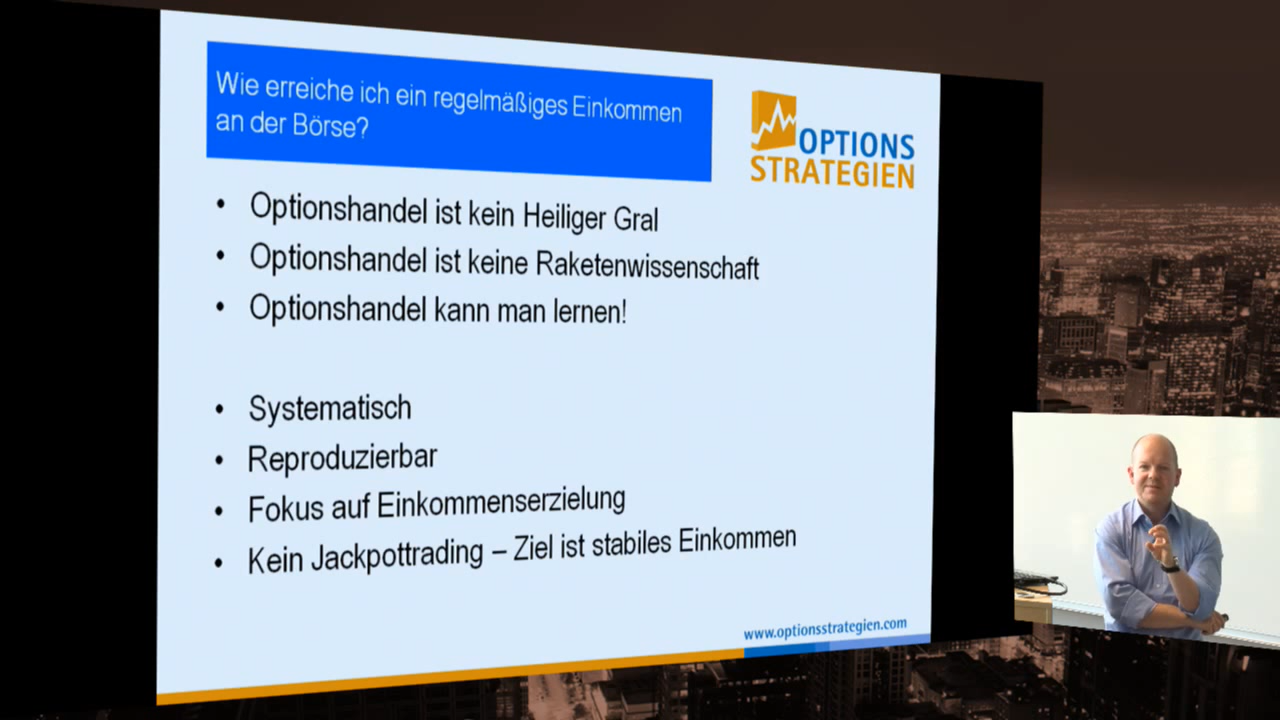 Wie erreiche ich ein regelmäßiges Einkommen
an der Börse?
OPTIONS
STRATEGIEN
• Optionshandel ist kein Heiliger Gral
• Optionshandel ist keine Raketenwissenschaft
• Optionshandel kann man lernen!
• Systematisch
• Reproduzierbar
• Fokus auf Einkommenserzielung
• Kein Jackpottrading – Ziel ist stabiles Einkommen
www.optionsstrategien.com